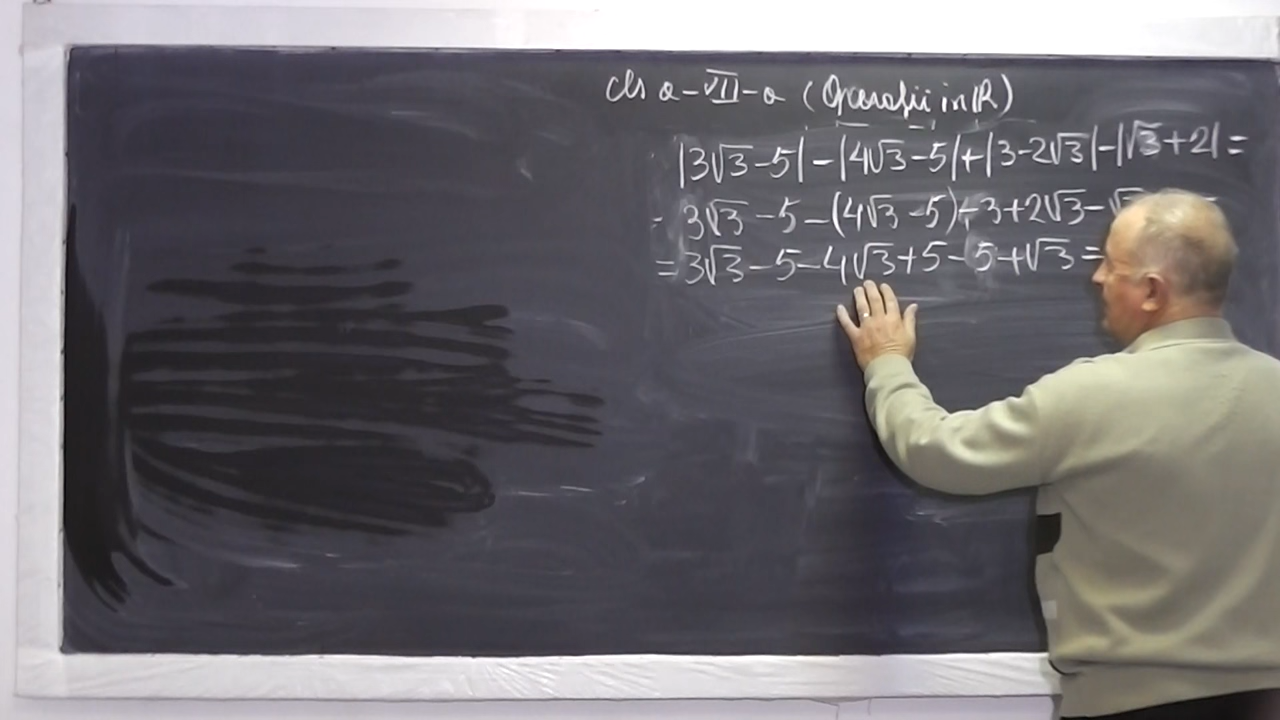 cls a-VII-a (Operații în ℝ)
|3√3-5|-|4√3-5|+|3-2√3|-|√3+2|=
= 3√3-5-(4√3-5)-3+2√3-
=3√3-5-4√3+5-5+√3=